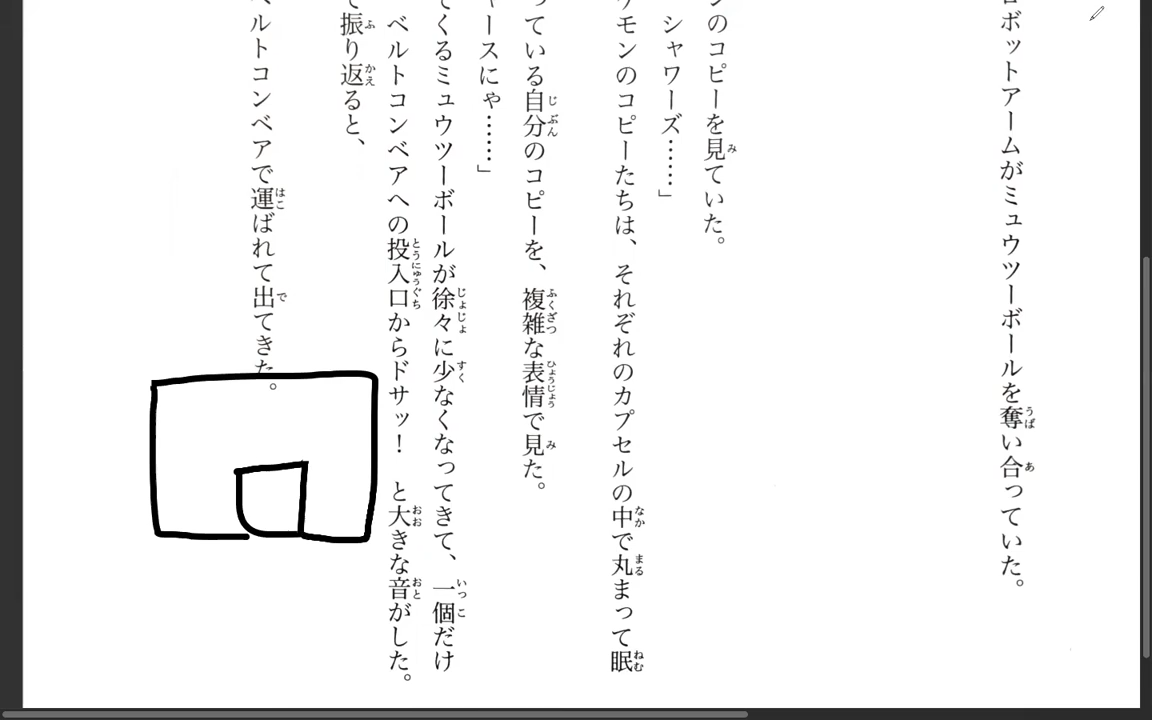 ボットアームがミュウツーボールを奪い合っていた。
のコピーを見ていた。
シャワーズ……」
モンのコピーたちは、それぞれのカプセルの中で丸まって眠
っている自分のコピーを、複雑な表情で見た。
ースにゃ……」
てくるミュウツーボールが徐々に少なくなってきて、一個だけ
ベルトコンベアへの投入口からドサッ！　と大きな音がした。
振り返ると、
ベルトコンベアで運ばれて出てきた。